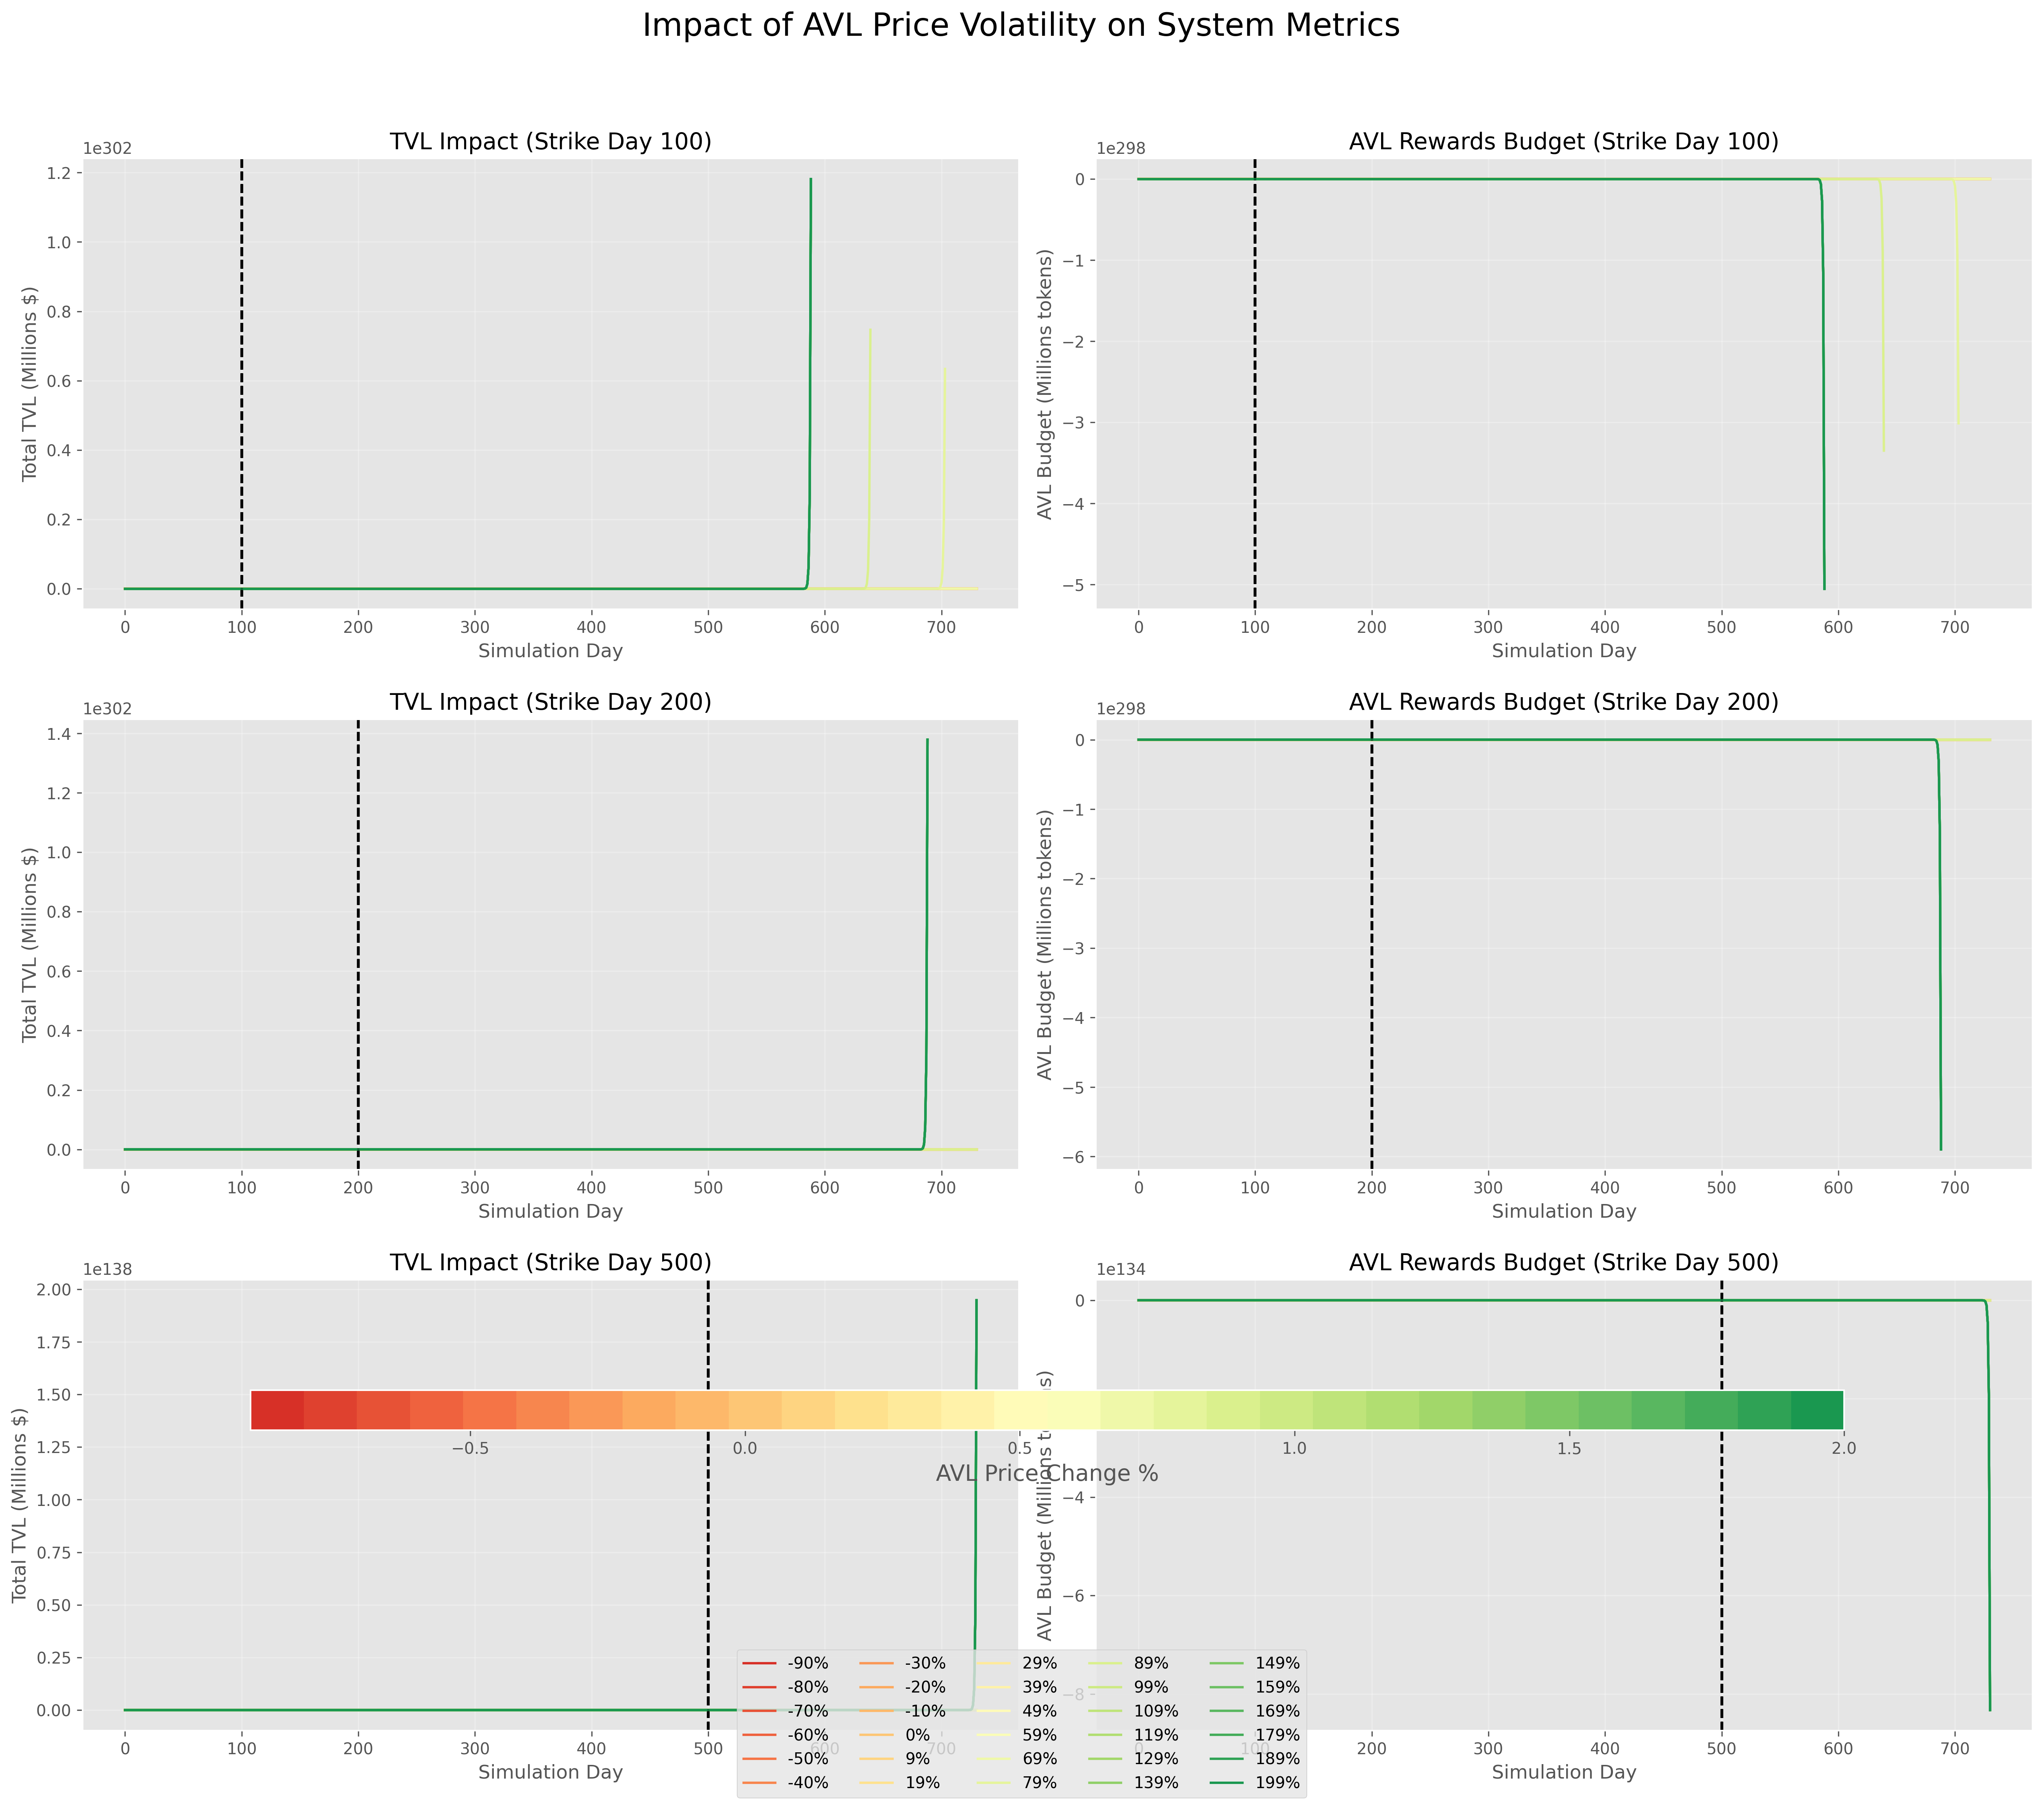 Impact of AVL Price Volatility on System Metrics
TVL Impact (Strike Day 100)
1e302
Total TVL (Millions $)
1.2
1.0
0.8
0.6
0.4
0.2
0.0
0 100 200 300 400 500 600 700
Simulation Day
AVL Rewards Budget (Strike Day 100)
1e298
AVL Budget (Millions tokens)
0
−1
−2
−3
−4
−5
0 100 200 300 400 500 600 700
Simulation Day
TVL Impact (Strike Day 200)
1e302
Total TVL (Millions $)
1.4
1.2
1.0
0.8
0.6
0.4
0.2
0.0
0 100 200 300 400 500 600 700
Simulation Day
AVL Rewards Budget (Strike Day 200)
1e298
AVL Budget (Millions tokens)
0
−1
−2
−3
−4
−5
−6
0 100 200 300 400 500 600 700
Simulation Day
TVL Impact (Strike Day 500)
1e138
Total TVL (Millions $)
2.00
1.75
1.50
1.25
1.00
0.75
0.50
0.25
0.00
0 100 200 300 400 500 600 700
Simulation Day
AVL Rewards Budget (Strike Day 500)
1e134
AVL Budget (Millions
0
−4
−6
−8
0 100 200 300 400 500 600 700
Simulation Day
−0.5 0.0 0.5 1.0 1.5 2.0
AVL Price Change %
-90% -30% 29% 89% 149%
-80% -20% 39% 99% 159%
-70% -10% 49% 109% 169%
-60% 0% 59% 119% 179%
-50% 9% 69% 129% 189%
-40% 19% 79% 139% 199%